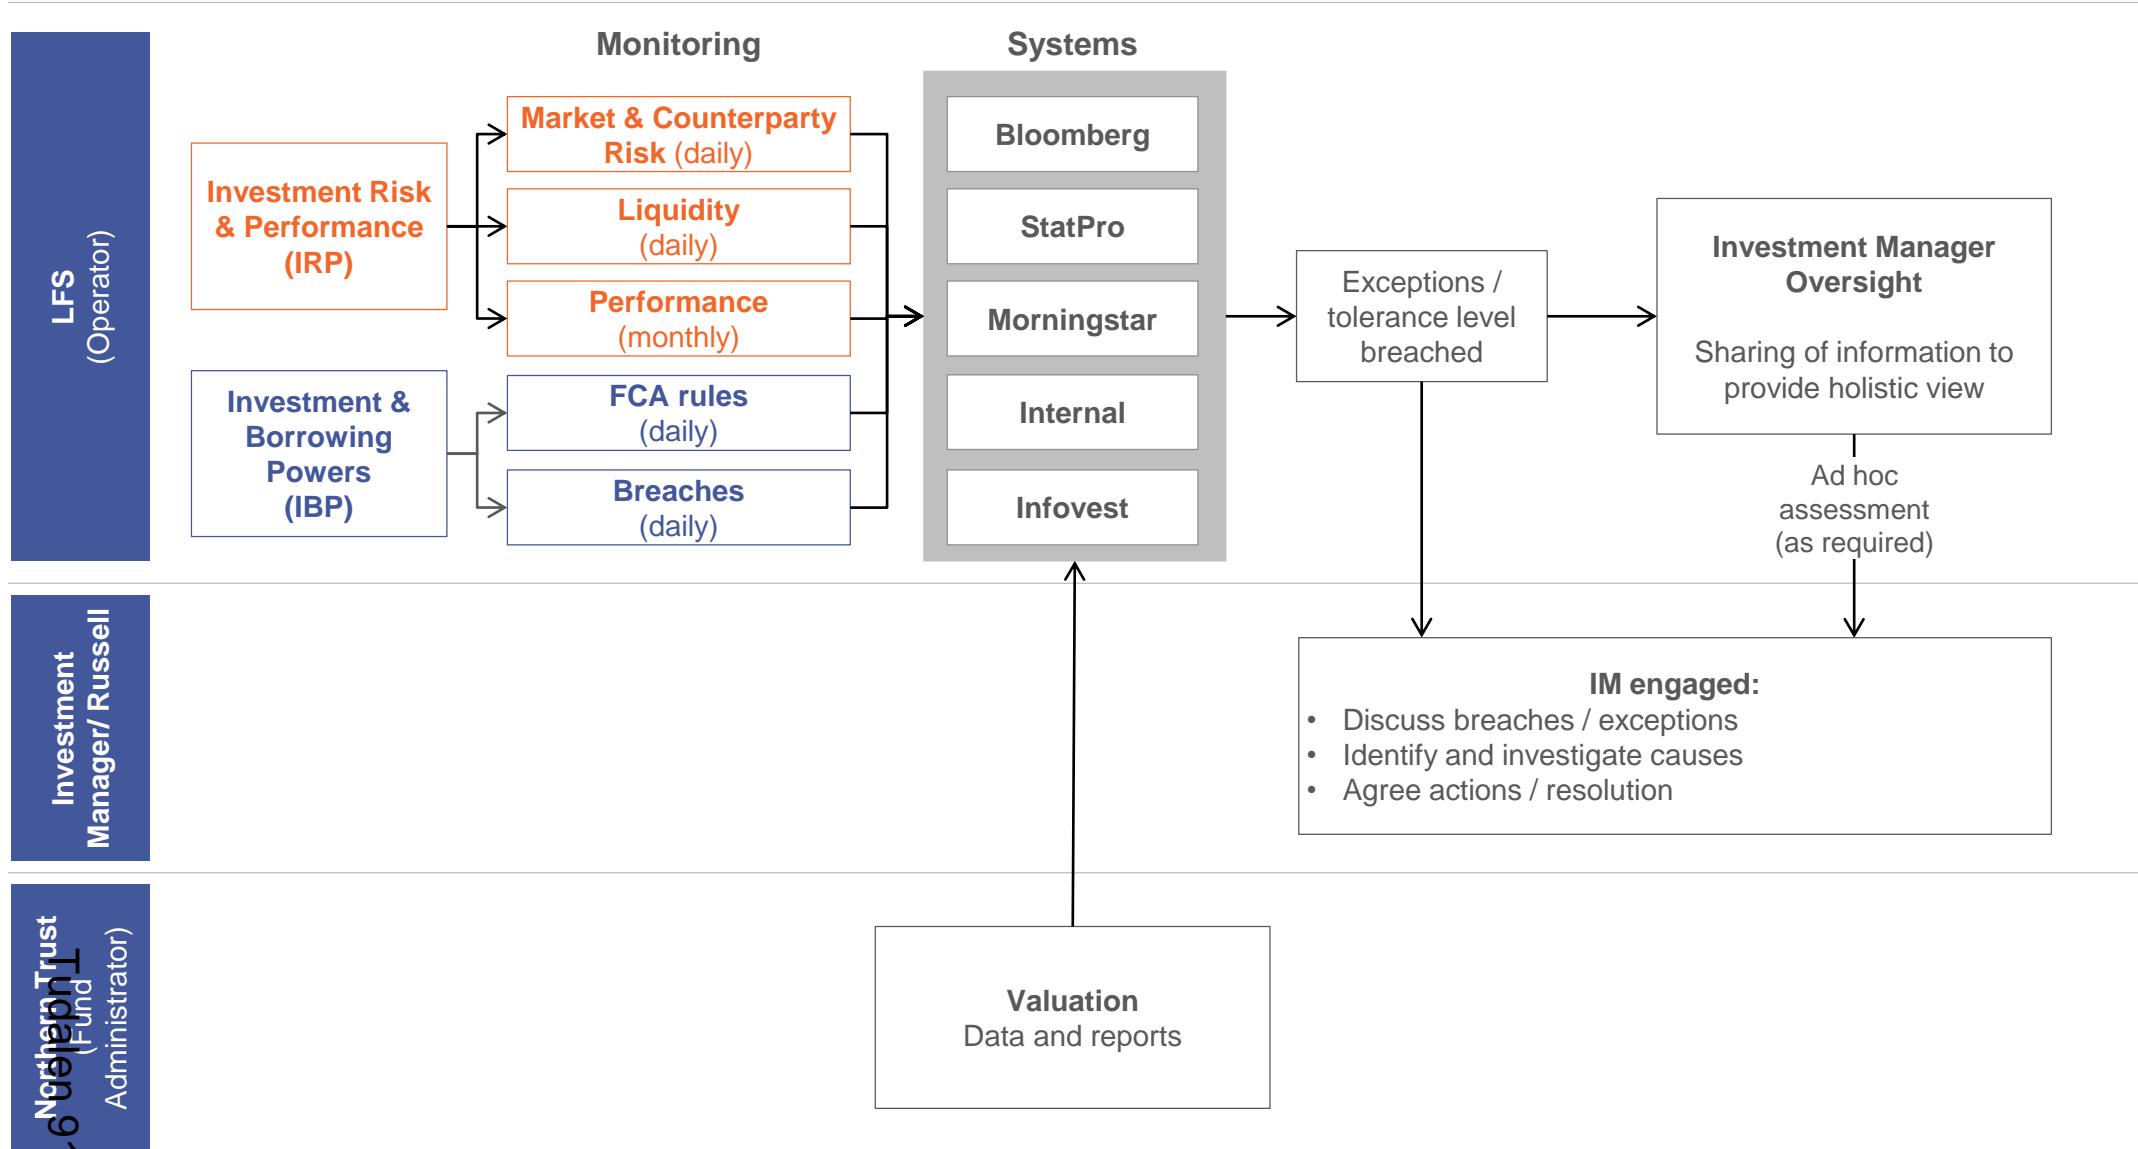 Monitoring
Systems
LFS
(Operator)
Investment Risk
& Performance
(IRP)
Market & Counterparty
Risk (daily)
Liquidity
(daily)
Performance
(monthly)
Investment &
Borrowing
Powers
(IBP)
FCA rules
(daily)
Breaches
(daily)
Bloomberg
StatPro
Morningstar
Internal
Infovest
Exceptions /
tolerance level
breached
Investment Manager
Oversight
Sharing of information to
provide holistic view
Ad hoc
assessment
(as required)
Investment
Manager/ Russell
IM engaged:
• Discuss breaches / exceptions
• Identify and investigate causes
• Agree actions / resolution
Northern Trust
(Fund
Administrator)
Tudalen 9
Valuation
Data and reports